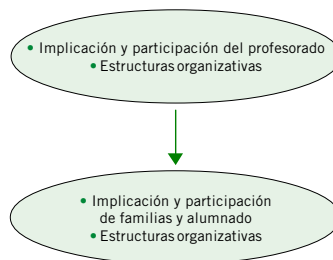 • Implicación y participación del profesorado
• Estructuras organizativas
• Implicación y participación
de familias y alumnado
• Estructuras organizativas